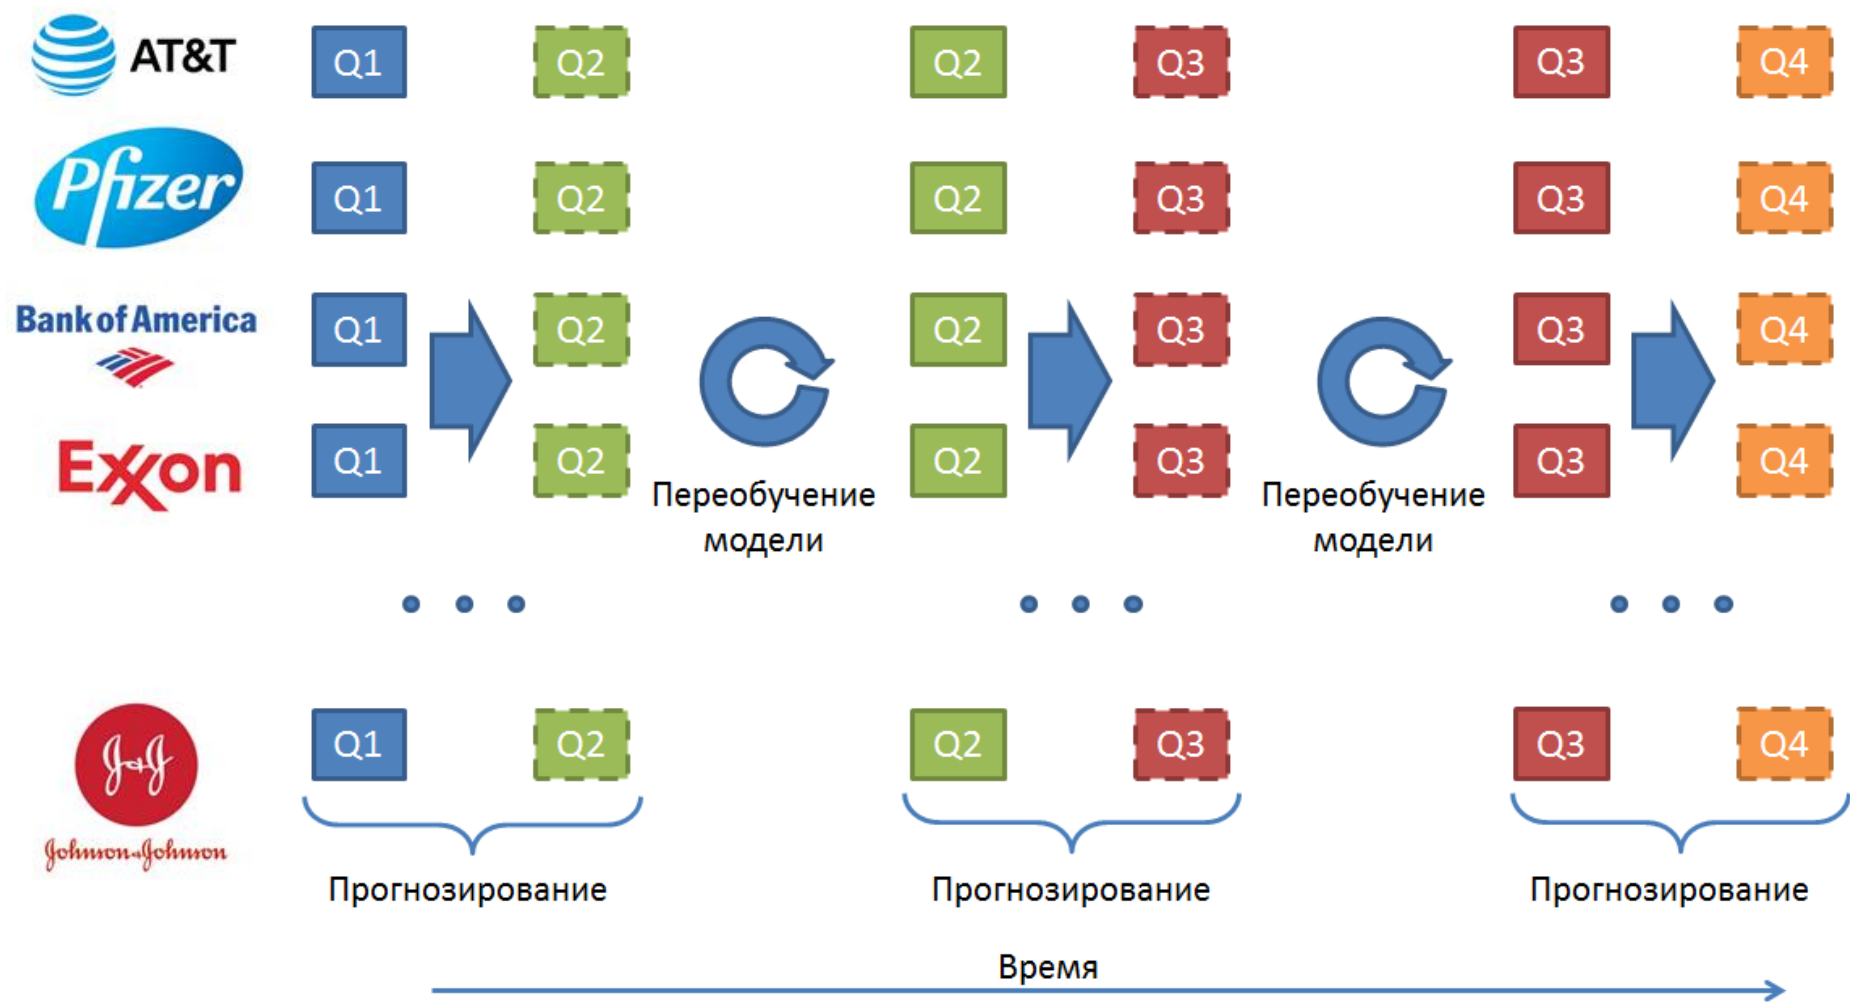 AT&T Q1 Q2 Q2 Q3 Q3 Q4
Pfizer Q1 Q2 Q2 Q3 Q3 Q4
Bank of America Q1 Q2 Q2 Q3 Q3 Q4
Exxon Q1 Q2 Q2 Q3 Q3 Q4
Переобучение
модели
Переобучение
модели
J&J Q1 Q2 Q2 Q3 Q3 Q4
Johnson & Johnson
Прогнозирование Прогнозирование Прогнозирование
Время